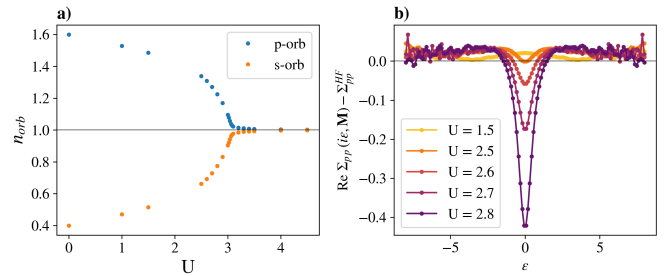 a)
1.6
1.4
1.2
1.0
0.8
0.6
0.4
n_orb
p-orb
s-orb
0
1
2
3
4
U
b)
0.0
−0.1
−0.2
−0.3
−0.4
Re Σ_pp (iε, M) − Σ_pp^HF
U = 1.5
U = 2.5
U = 2.6
U = 2.7
U = 2.8
−5
0
5
ε